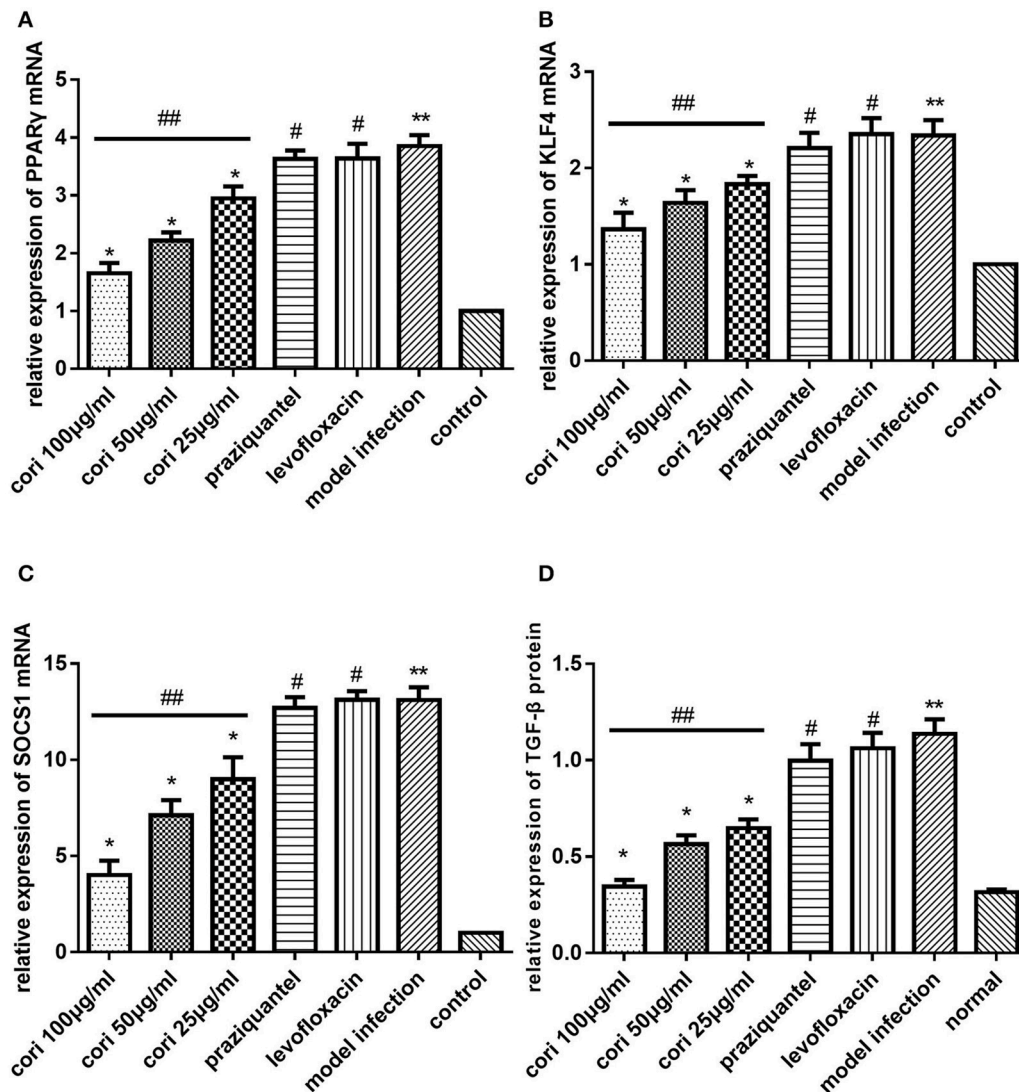 A
relative expression of PPARγ mRNA
5
4
3
2
1
0
##
*
*
*
#
#
**
cori 100μg/ml
cori 50μg/ml
cori 25μg/ml
praziquantel
levofloxacin
model infection
control
B
relative expression of KLF4 mRNA
3
2
1
0
##
*
*
*
#
#
**
cori 100μg/ml
cori 50μg/ml
cori 25μg/ml
praziquantel
levofloxacin
model infection
control
C
relative expression of SOCS1 mRNA
15
10
5
0
##
*
*
*
#
#
**
cori 100μg/ml
cori 50μg/ml
cori 25μg/ml
praziquantel
levofloxacin
model infection
control
D
relative expression of TGF-β protein
1.5
1.0
0.5
0.0
##
*
*
*
#
#
**
cori 100μg/ml
cori 50μg/ml
cori 25μg/ml
praziquantel
levofloxacin
model infection
normal